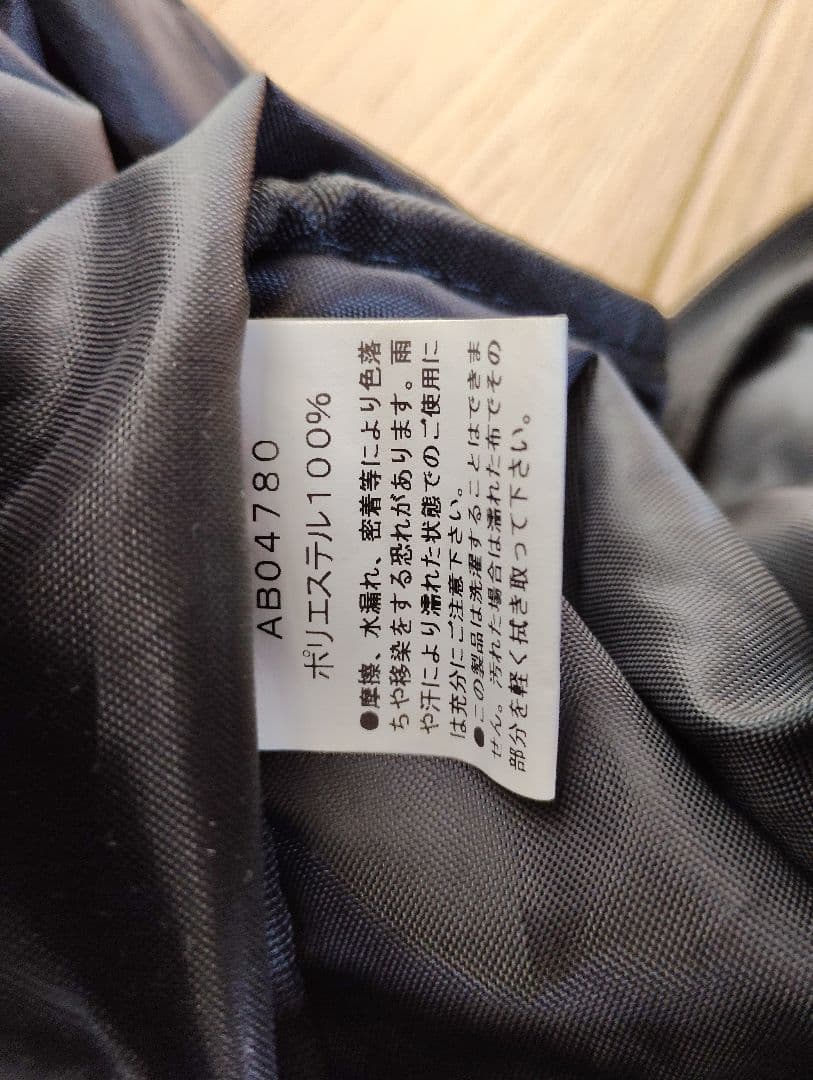 AB04780
ポリエステル100%
●摩擦、水漏れ、密着等により色落
ちや移染をする恐れがあります。雨
や汗により濡れた状態でのご使用に
は充分にご注意下さい。
●この製品は洗濯することはできま
せん。汚れた場合は濡れた布でその
部分を軽く拭き取って下さい。